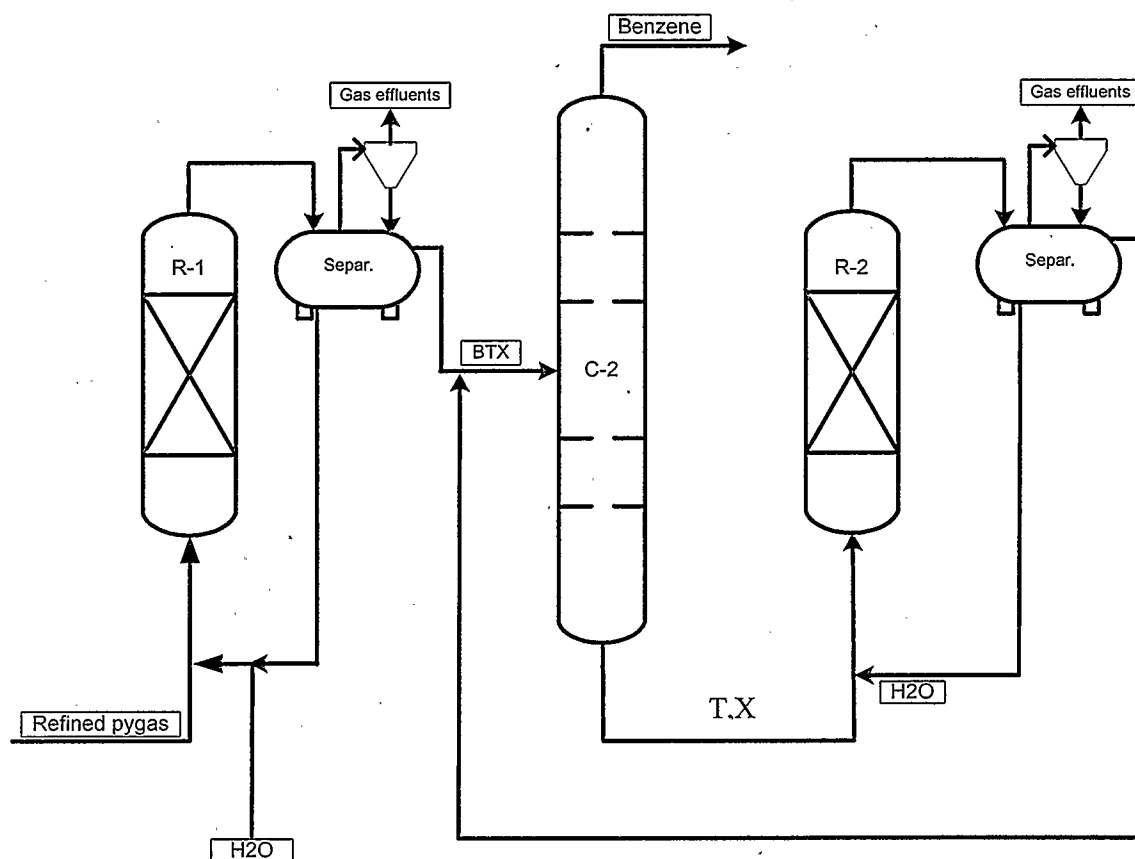 Benzene
Gas effluents
Gas effluents
R-1
Separ.
R-2
Separ.
BTX
C-2
Refined pygas
T,X
H2O
H2O